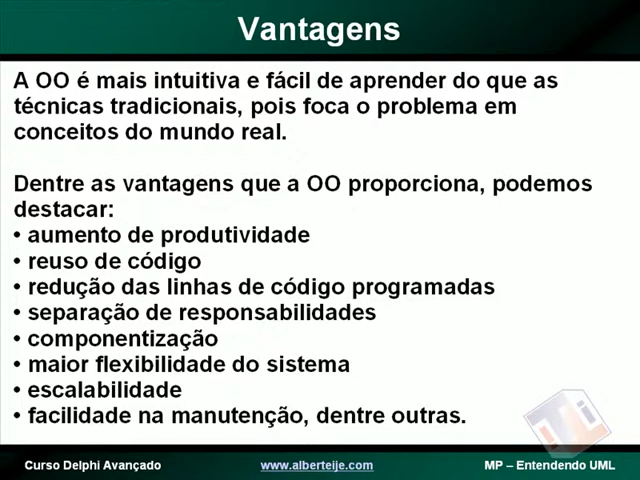 Vantagens
A OO é mais intuitiva e fácil de aprender do que as
técnicas tradicionais, pois foca o problema em
conceitos do mundo real.
Dentre as vantagens que a OO proporciona, podemos
destacar:
• aumento de produtividade
• reuso de código
• redução das linhas de código programadas
• separação de responsabilidades
• componentização
• maior flexibilidade do sistema
• escalabilidade
• facilidade na manutenção, dentre outras.
Curso Delphi Avançado
www.alberteije.com
MP – Entendendo UML